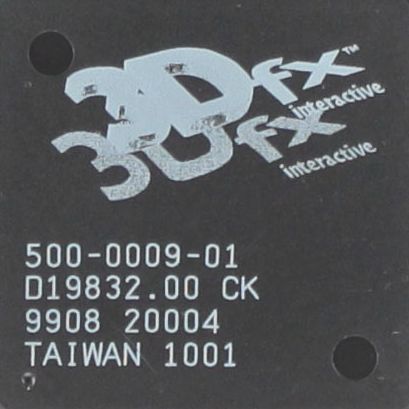 3Dfx™
interactive
3Dfx
interactive
500-0009-01
D19832.00 CK
9908 20004
TAIWAN 1001